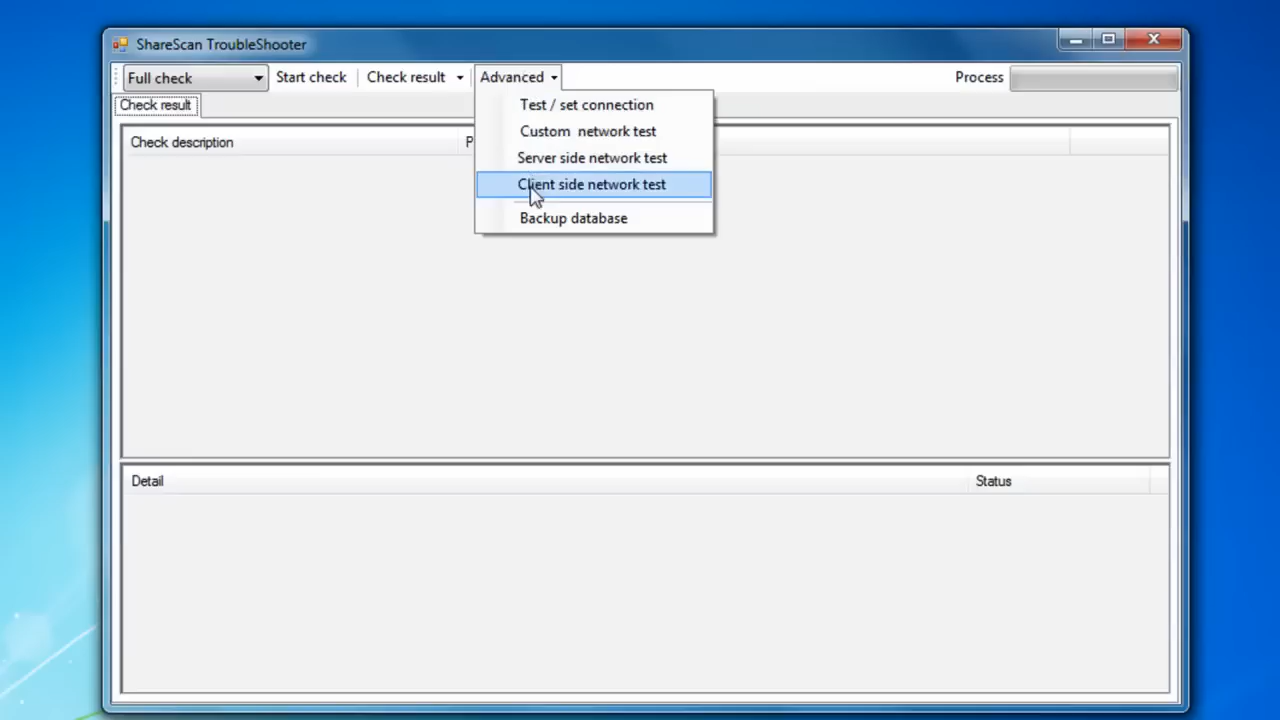 ShareScan TroubleShooter
Full check Start check Check result Advanced Process
Check result
Test / set connection
Custom network test
Server side network test
Client side network test
Backup database
Check description P
Detail Status